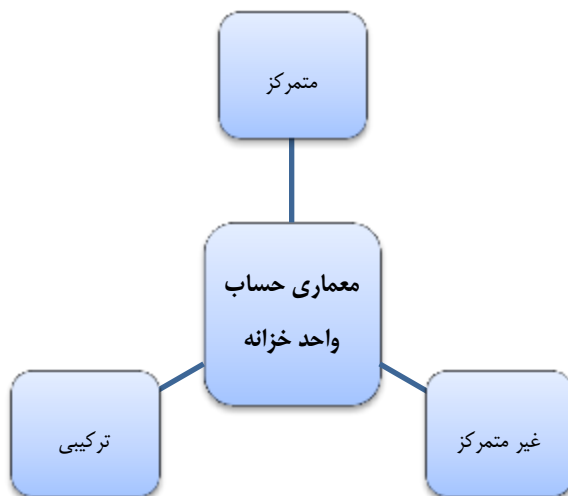 متمرکز
معماری حساب
واحد خزانه
غیر متمرکز
ترکیبی